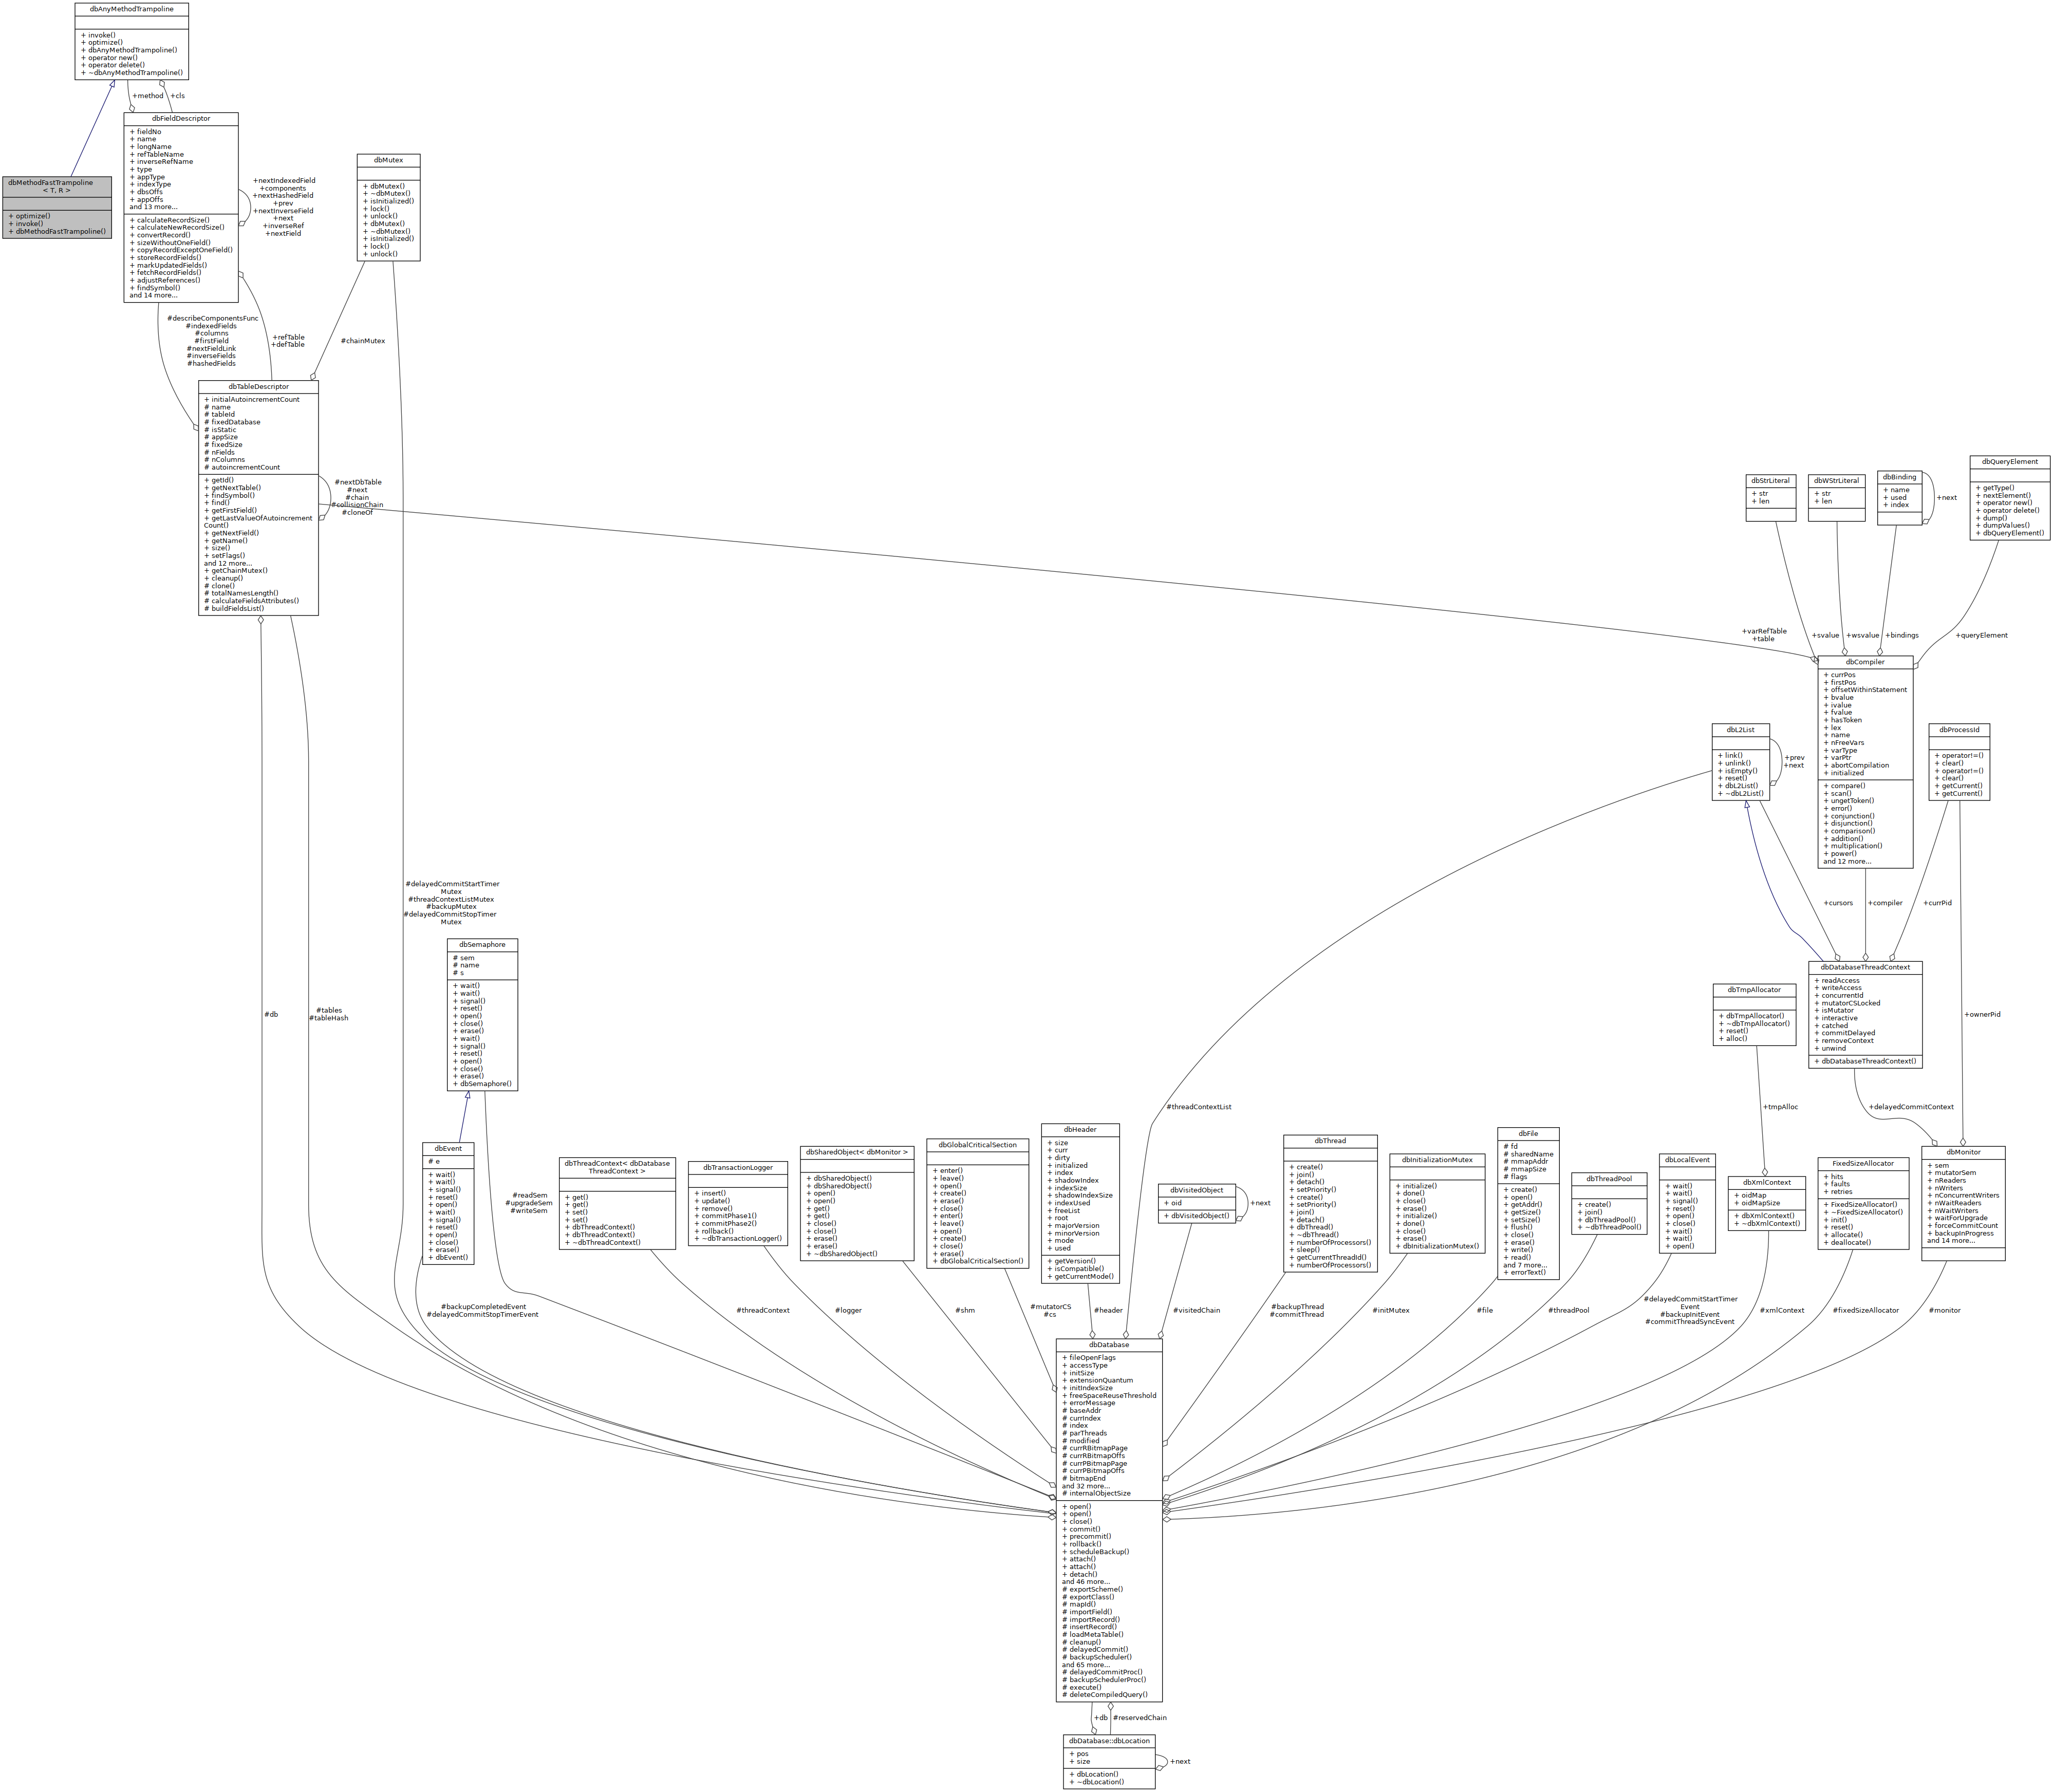 dbAnyMethodTrampoline
+ invoke()
+ optimize()
+ dbAnyMethodTrampoline()
+ operator new()
+ operator delete()
+ ~dbAnyMethodTrampoline()
+method
+cls
dbMethodFastTrampoline
< T, R >
+ optimize()
+ invoke()
+ dbMethodFastTrampoline()
dbFieldDescriptor
+ fieldNo
+ name
+ longName
+ refTableName
+ inverseRefName
+ type
+ appType
+ indexType
+ dbsOffs
+ appOffs
and 13 more...
+ calculateRecordSize()
+ calculateNewRecordSize()
+ convertRecord()
+ sizeWithoutOneField()
+ copyRecordExceptOneField()
+ storeRecordFields()
+ markUpdatedFields()
+ fetchRecordFields()
+ adjustReferences()
+ findSymbol()
and 14 more...
+nextIndexedField
+components
+nextHashedField
+prev
+nextInverseField
+next
+inverseRef
+nextField
dbMutex
+ dbMutex()
+ ~dbMutex()
+ isInitialized()
+ lock()
+ unlock()
+ dbMutex()
+ ~dbMutex()
+ isInitialized()
+ lock()
+ unlock()
#describeComponentsFunc
#indexedFields
#columns
#firstField
#nextFieldLink
#inverseFields
#hashedFields
+refTable
+defTable
#chainMutex
dbTableDescriptor
+ initialAutoincrementCount
# name
# tableId
# fixedDatabase
# isStatic
# appSize
# fixedSize
# nFields
# nColumns
# autoincrementCount
+ getId()
+ getNextTable()
+ findSymbol()
+ find()
+ getFirstField()
+ getLastValueOfAutoincrement
Count()
+ getNextField()
+ getName()
+ size()
+ setFlags()
and 12 more...
+ getChainMutex()
+ cleanup()
# clone()
# totalNamesLength()
# calculateFieldsAttributes()
# buildFieldsList()
#nextDbTable
#next
#chain
#collisionChain
#cloneOf
dbStrLiteral
+ str
+ len
dbWStrLiteral
+ str
+ len
dbBinding
+ name
+ used
+ index
+next
dbQueryElement
+ getType()
+ nextElement()
+ operator new()
+ operator delete()
+ dump()
+ dumpValues()
+ dbQueryElement()
+varRefTable
+table
+svalue
+wsvalue
+bindings
+queryElement
dbCompiler
+ currPos
+ firstPos
+ offsetWithinStatement
+ bvalue
+ ivalue
+ fvalue
+ hasToken
+ lex
+ name
+ nFreeVars
+ varType
+ varPtr
+ abortCompilation
+ initialized
+ compare()
+ scan()
+ ungetToken()
+ error()
+ conjunction()
+ disjunction()
+ comparison()
+ addition()
+ multiplication()
+ power()
and 12 more...
dbL2List
+ link()
+ unlink()
+ isEmpty()
+ reset()
+ dbL2List()
+ ~dbL2List()
+prev
+next
dbProcessId
+ operator!=()
+ clear()
+ operator!=()
+ clear()
+ getCurrent()
+ getCurrent()
+cursors
+compiler
+currPid
#delayedCommitStartTimer
Mutex
#threadContextListMutex
#backupMutex
#delayedCommitStopTimer
Mutex
dbSemaphore
# sem
# name
# s
+ wait()
+ wait()
+ signal()
+ reset()
+ open()
+ close()
+ erase()
+ wait()
+ signal()
+ reset()
+ open()
+ close()
+ erase()
+ dbSemaphore()
dbDatabaseThreadContext
+ readAccess
+ writeAccess
+ concurrentId
+ mutatorCSLocked
+ isMutator
+ interactive
+ catched
+ commitDelayed
+ removeContext
+ unwind
+ dbDatabaseThreadContext()
dbTmpAllocator
+ dbTmpAllocator()
+ ~dbTmpAllocator()
+ reset()
+ alloc()
#db
#tables
#tableHash
+ownerPid
#threadContextList
+tmpAlloc
+delayedCommitContext
dbEvent
# e
+ wait()
+ wait()
+ signal()
+ reset()
+ open()
+ wait()
+ signal()
+ reset()
+ open()
+ close()
+ erase()
+ dbEvent()
#readSem
#upgradeSem
#writeSem
dbThreadContext< dbDatabase
ThreadContext >
+ get()
+ get()
+ set()
+ set()
+ dbThreadContext()
+ dbThreadContext()
+ ~dbThreadContext()
dbTransactionLogger
+ insert()
+ update()
+ remove()
+ commitPhase1()
+ commitPhase2()
+ rollback()
+ ~dbTransactionLogger()
dbSharedObject< dbMonitor >
+ dbSharedObject()
+ dbSharedObject()
+ open()
+ open()
+ get()
+ get()
+ close()
+ close()
+ erase()
+ erase()
+ ~dbSharedObject()
dbGlobalCriticalSection
+ enter()
+ leave()
+ open()
+ create()
+ erase()
+ close()
+ enter()
+ leave()
+ open()
+ create()
+ close()
+ erase()
+ dbGlobalCriticalSection()
dbHeader
+ size
+ curr
+ dirty
+ initialized
+ index
+ shadowIndex
+ indexSize
+ shadowIndexSize
+ indexUsed
+ freeList
+ root
+ majorVersion
+ minorVersion
+ mode
+ used
+ getVersion()
+ isCompatible()
+ getCurrentMode()
dbVisitedObject
+ oid
+ dbVisitedObject()
+next
dbThread
+ create()
+ join()
+ detach()
+ setPriority()
+ create()
+ setPriority()
+ join()
+ detach()
+ dbThread()
+ ~dbThread()
+ numberOfProcessors()
+ sleep()
+ getCurrentThreadId()
+ numberOfProcessors()
dbInitializationMutex
+ initialize()
+ done()
+ close()
+ erase()
+ initialize()
+ done()
+ close()
+ erase()
+ dbInitializationMutex()
dbFile
# fd
# sharedName
# mmapAddr
# mmapSize
# flags
+ create()
+ open()
+ getAddr()
+ getSize()
+ setSize()
+ flush()
+ close()
+ erase()
+ write()
+ read()
and 7 more...
+ errorText()
dbThreadPool
+ create()
+ join()
+ dbThreadPool()
+ ~dbThreadPool()
dbLocalEvent
+ wait()
+ wait()
+ signal()
+ reset()
+ open()
+ close()
+ wait()
+ wait()
+ open()
dbXmlContext
+ oidMap
+ oidMapSize
+ dbXmlContext()
+ ~dbXmlContext()
FixedSizeAllocator
+ hits
+ faults
+ retries
+ FixedSizeAllocator()
+ ~FixedSizeAllocator()
+ init()
+ reset()
+ allocate()
+ deallocate()
dbMonitor
+ sem
+ mutatorSem
+ nReaders
+ nWriters
+ nConcurrentWriters
+ nWaitReaders
+ nWaitWriters
+ waitForUpgrade
+ forceCommitCount
+ backupInProgress
and 14 more...
#backupCompletedEvent
#delayedCommitStopTimerEvent
#threadContext
#logger
#shm
#mutatorCS
#cs
#header
#visitedChain
#backupThread
#commitThread
#initMutex
#file
#threadPool
#delayedCommitStartTimer
Event
#backupInitEvent
#commitThreadSyncEvent
#xmlContext
#fixedSizeAllocator
#monitor
dbDatabase
+ fileOpenFlags
+ accessType
+ initSize
+ extensionQuantum
+ initIndexSize
+ freeSpaceReuseThreshold
+ errorMessage
# baseAddr
# currIndex
# index
# parThreads
# modified
# currRBitmapPage
# currRBitmapOffs
# currPBitmapPage
# currPBitmapOffs
# bitmapEnd
and 32 more...
# internalObjectSize
+ open()
+ open()
+ close()
+ commit()
+ precommit()
+ rollback()
+ scheduleBackup()
+ attach()
+ attach()
+ detach()
and 46 more...
# exportScheme()
# exportClass()
# mapId()
# importField()
# importRecord()
# insertRecord()
# loadMetaTable()
# cleanup()
# delayedCommit()
# backupScheduler()
and 65 more...
# delayedCommitProc()
# backupSchedulerProc()
# execute()
# deleteCompiledQuery()
+db
#reservedChain
dbDatabase::dbLocation
+ pos
+ size
+ dbLocation()
+ ~dbLocation()
+next